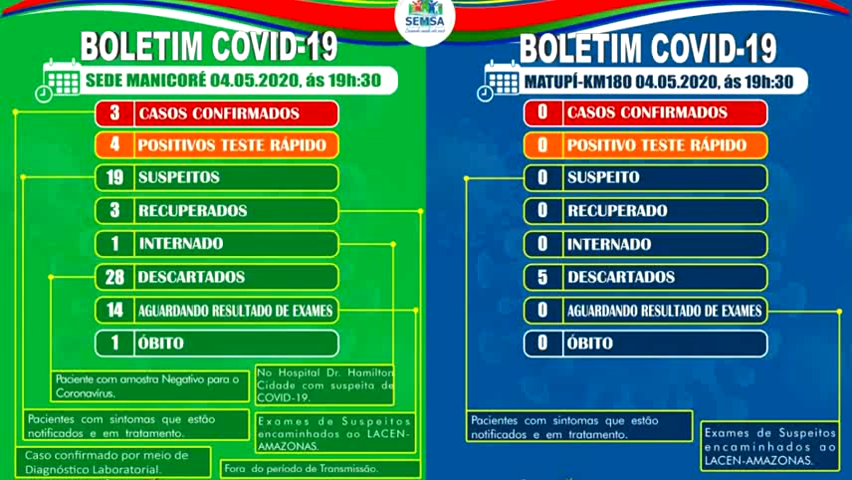 SEMSA
BOLETIM COVID-19
SEDE MANICORÉ 04.05.2020, ás 19h:30
3 CASOS CONFIRMADOS
4 POSITIVOS TESTE RÁPIDO
19 SUSPEITOS
3 RECUPERADOS
1 INTERNADO
28 DESCARTADOS
14 AGUARDANDO RESULTADO DE EXAMES
1 ÓBITO
Paciente com amostra Negativo para o
Coronavírus.
No Hospital Dr. Hamilton
Cidade com suspeita de
COVID-19.
Pacientes com sintomas que estão
notificados e em tratamento.
Exames de Suspeitos
encaminhados ao LACEN-
AMAZONAS.
Caso confirmado por meio de
Diagnóstico Laboratorial.
Fora do período de Transmissão.
BOLETIM COVID-19
MATUPÍ-KM180 04.05.2020, ás 19h:30
0 CASOS CONFIRMADOS
0 POSITIVO TESTE RÁPIDO
0 SUSPEITO
0 RECUPERADO
0 INTERNADO
5 DESCARTADOS
0 AGUARDANDO RESULTADO DE EXAMES
0 ÓBITO
Pacientes com sintomas que estão
notificados e em tratamento.
Exames de Suspeitos
encaminhados ao
LACEN-AMAZONAS.